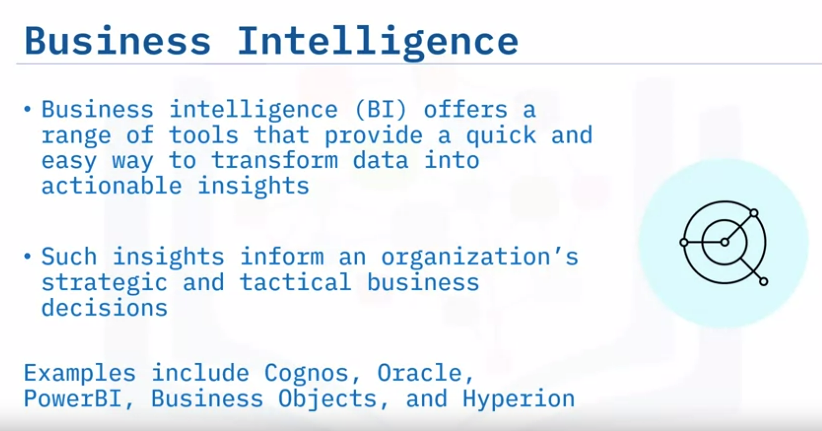 Business Intelligence
• Business intelligence (BI) offers a
range of tools that provide a quick and
easy way to transform data into
actionable insights
• Such insights inform an organization’s
strategic and tactical business
decisions
Examples include Cognos, Oracle,
PowerBI, Business Objects, and Hyperion